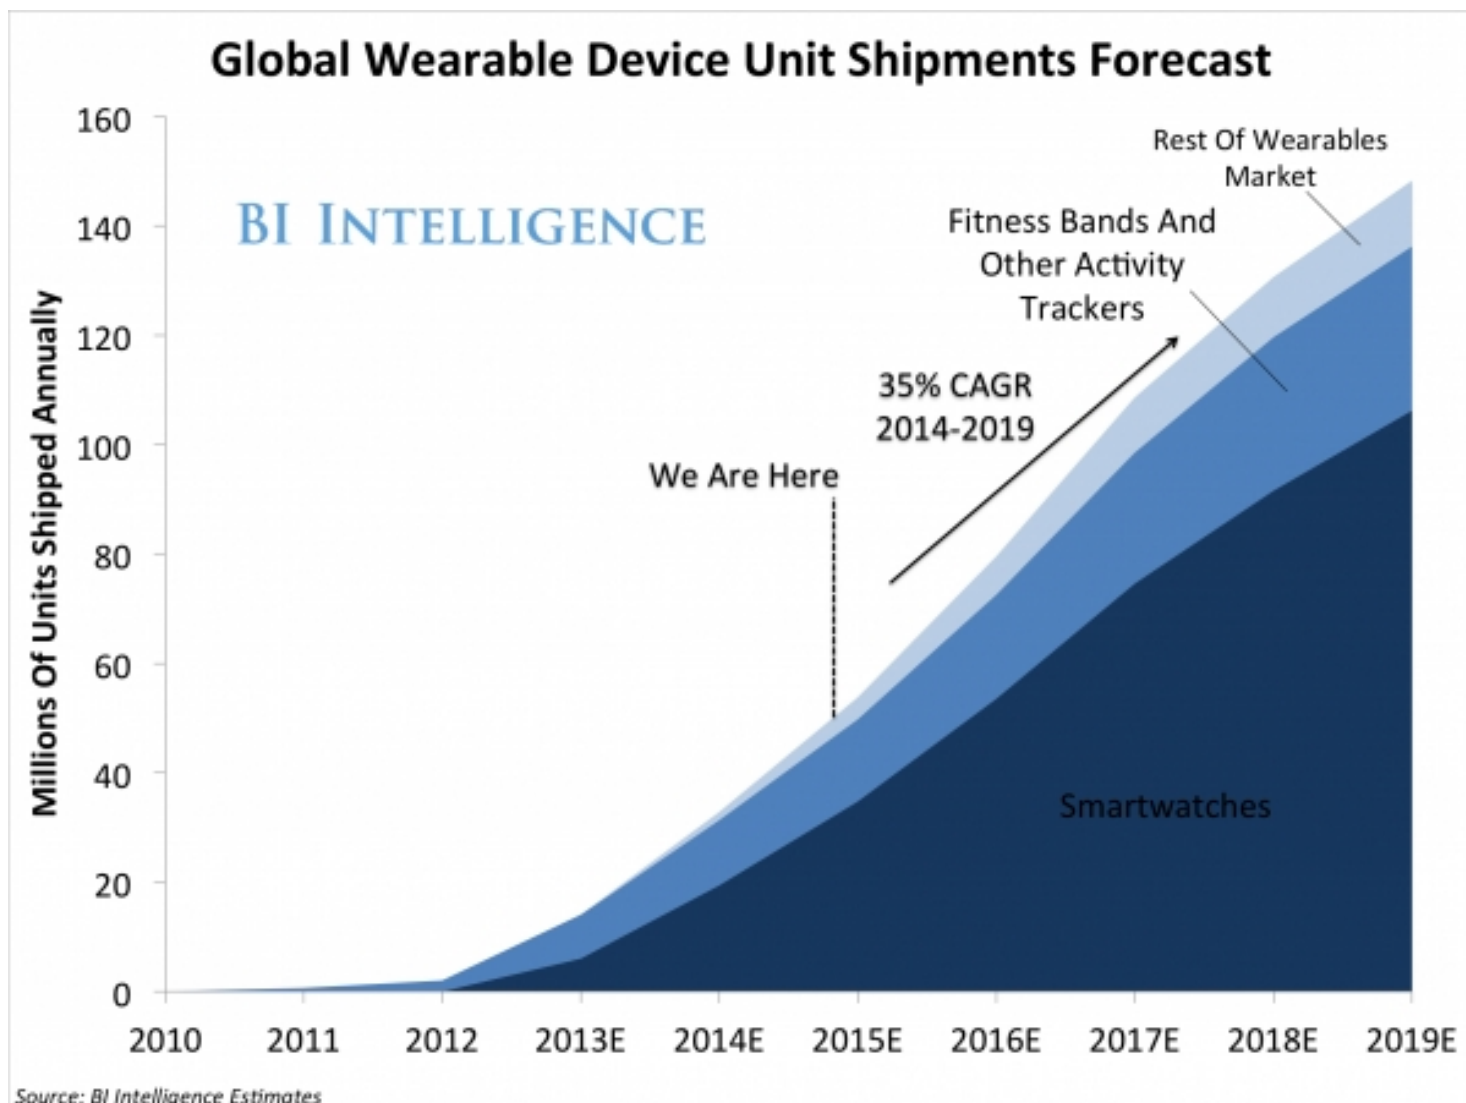 Global Wearable Device Unit Shipments Forecast
BI INTELLIGENCE
Millions Of Units Shipped Annually
160
140
120
100
80
60
40
20
0
Rest Of Wearables
Market
Fitness Bands And
Other Activity
Trackers
35% CAGR
2014-2019
We Are Here
Smartwatches
2010 2011 2012 2013E 2014E 2015E 2016E 2017E 2018E 2019E
Source: BI Intelligence Estimates